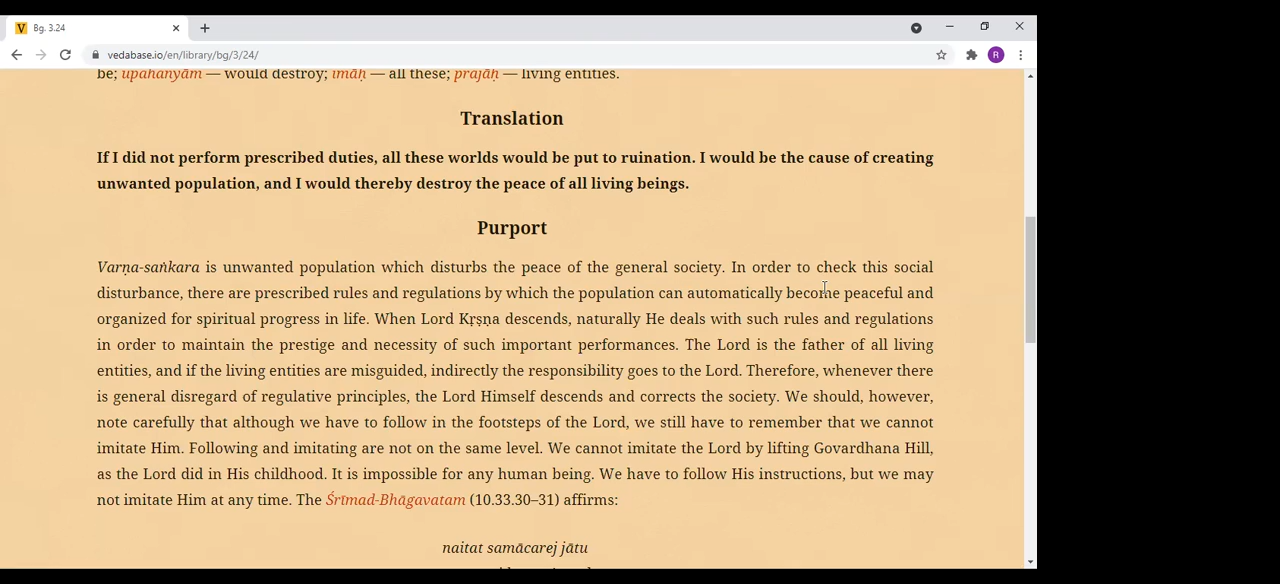 Bg. 3.24
vedabase.io/en/library/bg/3/24/
R
be; upahanyām — would destroy; imāḥ — all these; prajāḥ — living entities.
Translation
If I did not perform prescribed duties, all these worlds would be put to ruination. I would be the cause of creating
unwanted population, and I would thereby destroy the peace of all living beings.
Purport
Varṇa-saṅkara is unwanted population which disturbs the peace of the general society. In order to check this social
disturbance, there are prescribed rules and regulations by which the population can automatically become peaceful and
organized for spiritual progress in life. When Lord Kṛṣṇa descends, naturally He deals with such rules and regulations
in order to maintain the prestige and necessity of such important performances. The Lord is the father of all living
entities, and if the living entities are misguided, indirectly the responsibility goes to the Lord. Therefore, whenever there
is general disregard of regulative principles, the Lord Himself descends and corrects the society. We should, however,
note carefully that although we have to follow in the footsteps of the Lord, we still have to remember that we cannot
imitate Him. Following and imitating are not on the same level. We cannot imitate the Lord by lifting Govardhana Hill,
as the Lord did in His childhood. It is impossible for any human being. We have to follow His instructions, but we may
not imitate Him at any time. The Śrīmad-Bhāgavatam (10.33.30–31) affirms:
naitat samācarej jātu